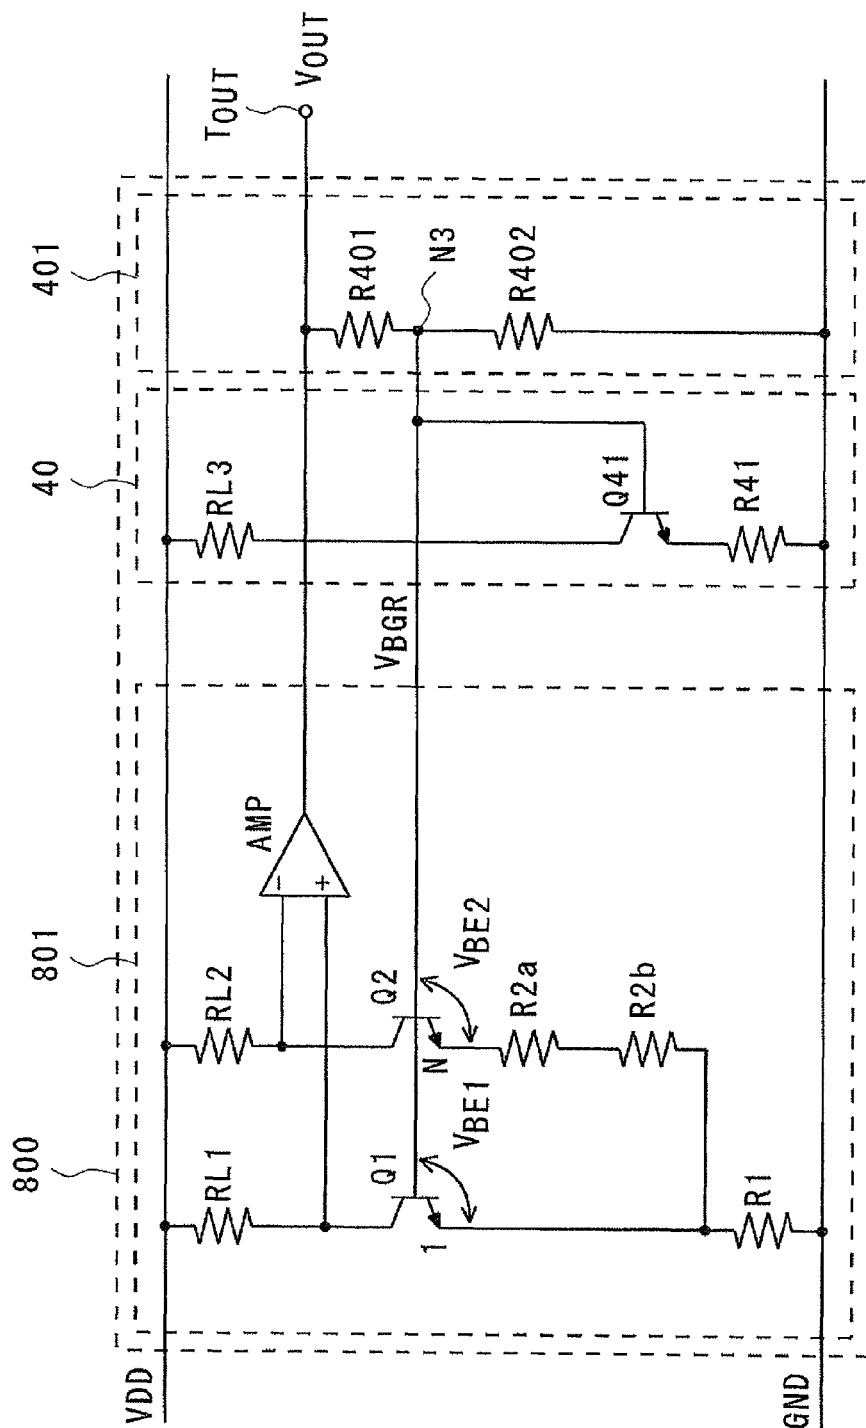 800
801
40
401
VDD
RL1
RL2
RL3
TOUT
VOUT
AMP
-
+
R401
N3
R402
VBGR
Q1
1
VBE1
Q2
N
VBE2
R2a
R2b
R1
Q41
R41
GND